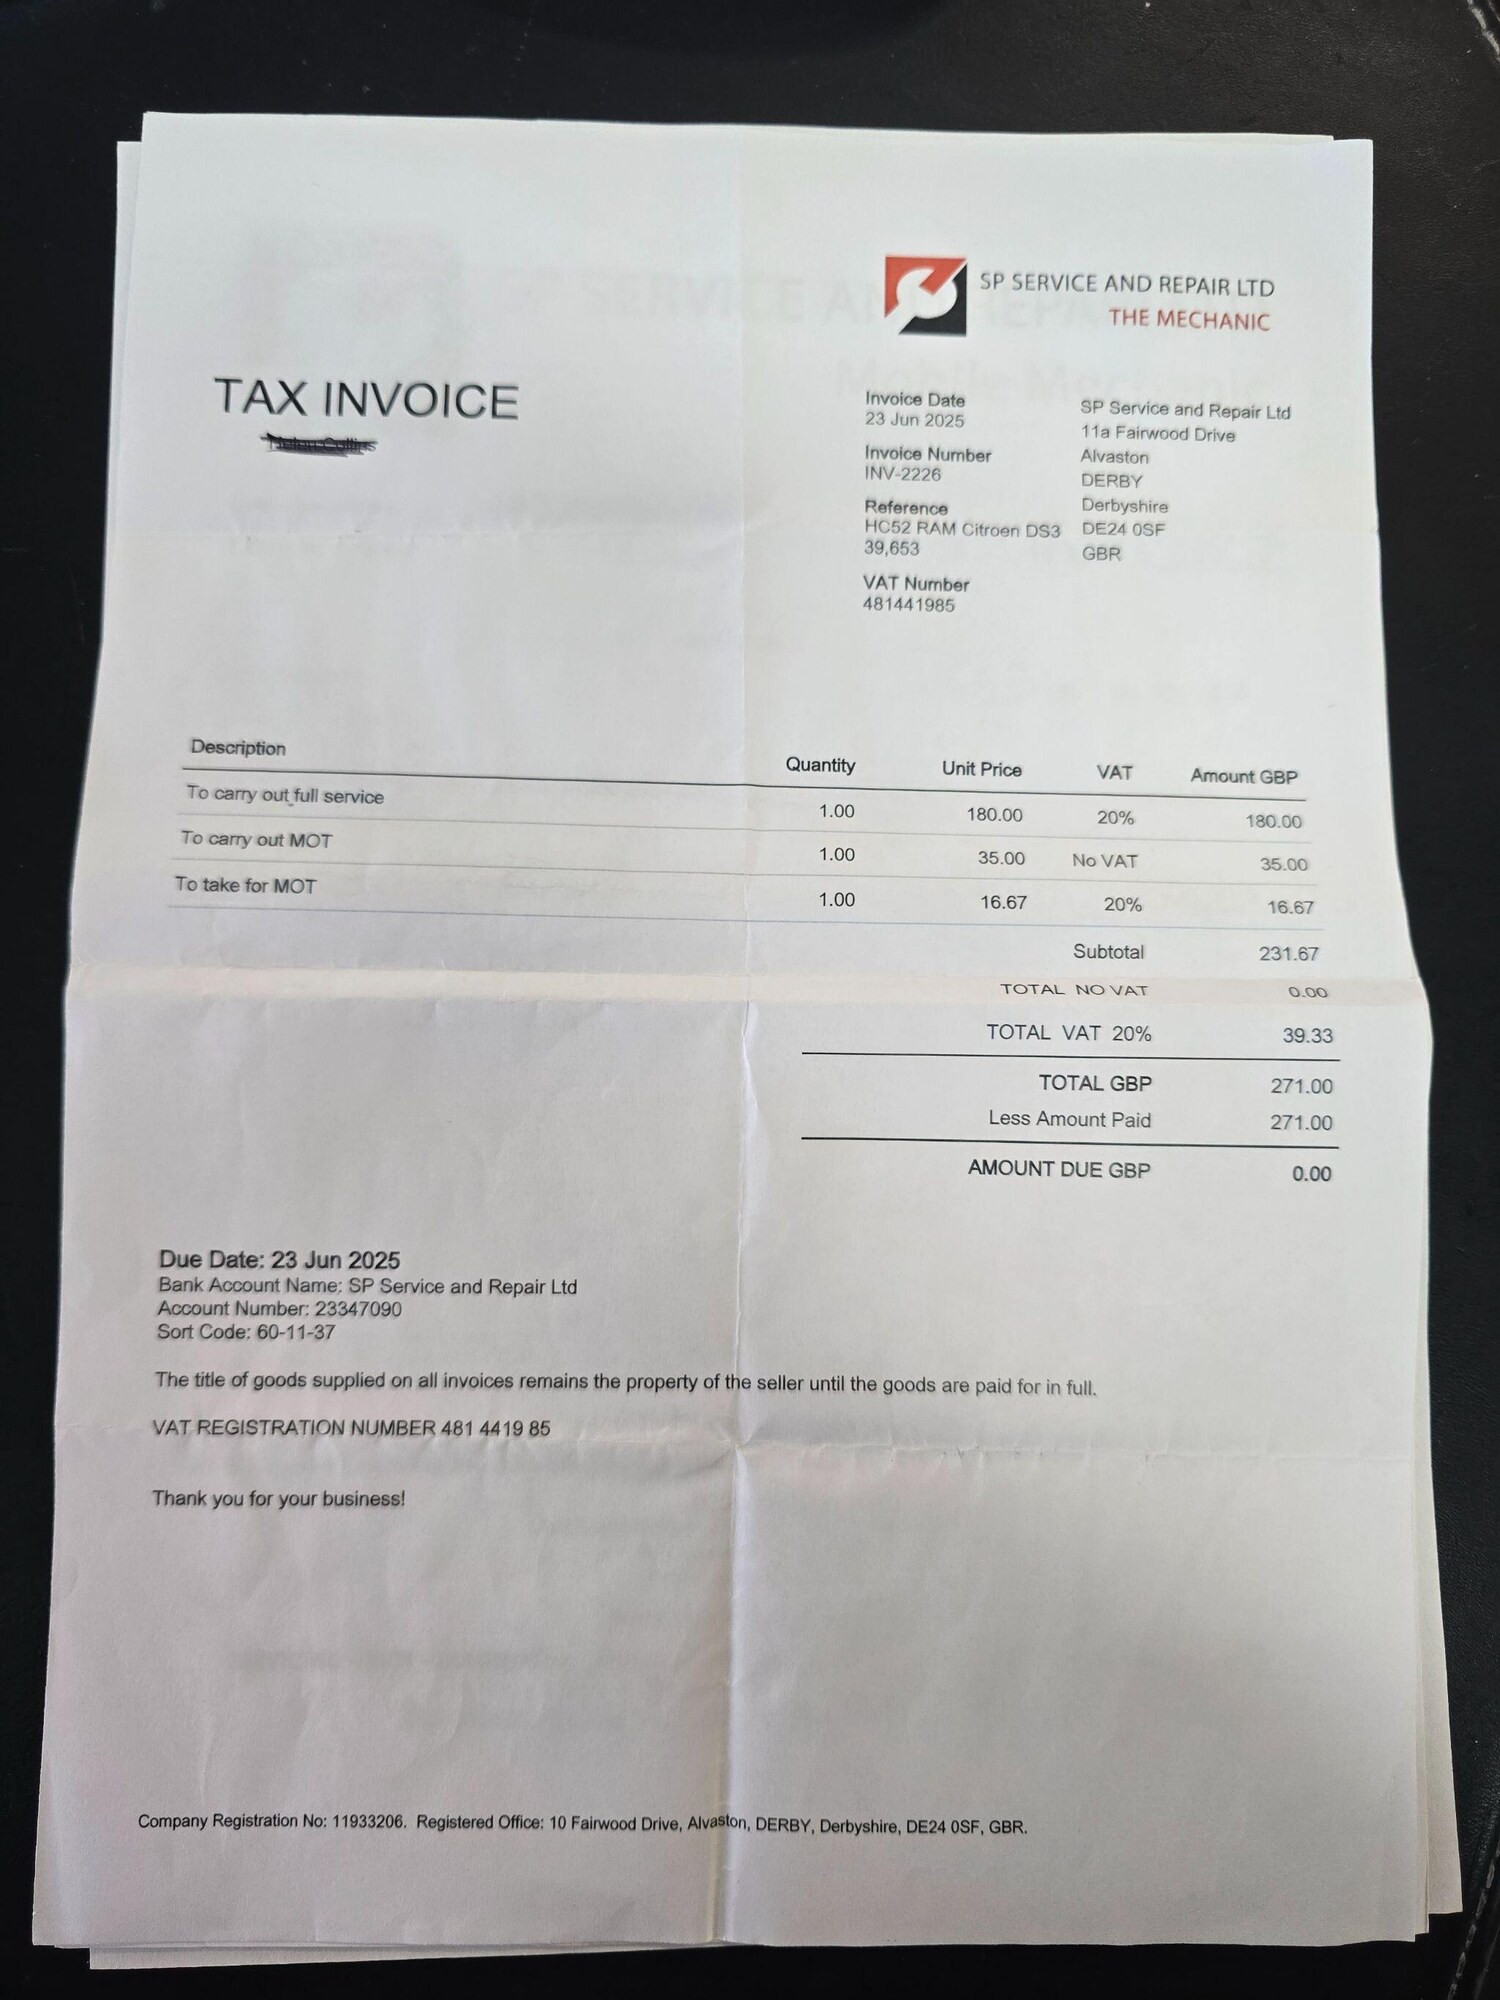 SP SERVICE AND REPAIR LTD
THE MECHANIC
TAX INVOICE
Invoice Date
23 Jun 2025
Invoice Number
INV-2226
Reference
HC52 RAM Citroen DS3
39,653
VAT Number
481441985
SP Service and Repair Ltd
11a Fairwood Drive
Alvaston
DERBY
Derbyshire
DE24 0SF
GBR
Description Quantity Unit Price VAT Amount GBP
To carry out full service 1.00 180.00 20% 180.00
To carry out MOT 1.00 35.00 No VAT 35.00
To take for MOT 1.00 16.67 20% 16.67
Subtotal 231.67
TOTAL NO VAT 0.00
TOTAL VAT 20% 39.33
TOTAL GBP 271.00
Less Amount Paid 271.00
AMOUNT DUE GBP 0.00
Due Date: 23 Jun 2025
Bank Account Name: SP Service and Repair Ltd
Account Number: 23347090
Sort Code: 60-11-37
The title of goods supplied on all invoices remains the property of the seller until the goods are paid for in full.
VAT REGISTRATION NUMBER 481 4419 85
Thank you for your business!
Company Registration No: 11933206. Registered Office: 10 Fairwood Drive, Alvaston, DERBY, Derbyshire, DE24 0SF, GBR.